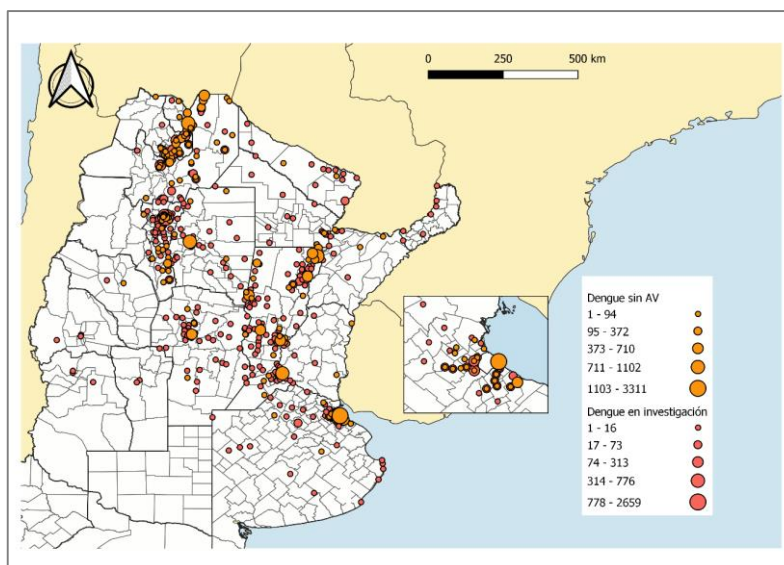 0 250 500 km
Dengue sin AV
1 - 94
95 - 372
373 - 710
711 - 1102
1103 - 3311
Dengue en investigación
1 - 16
17 - 73
74 - 313
314 - 776
778 - 2659